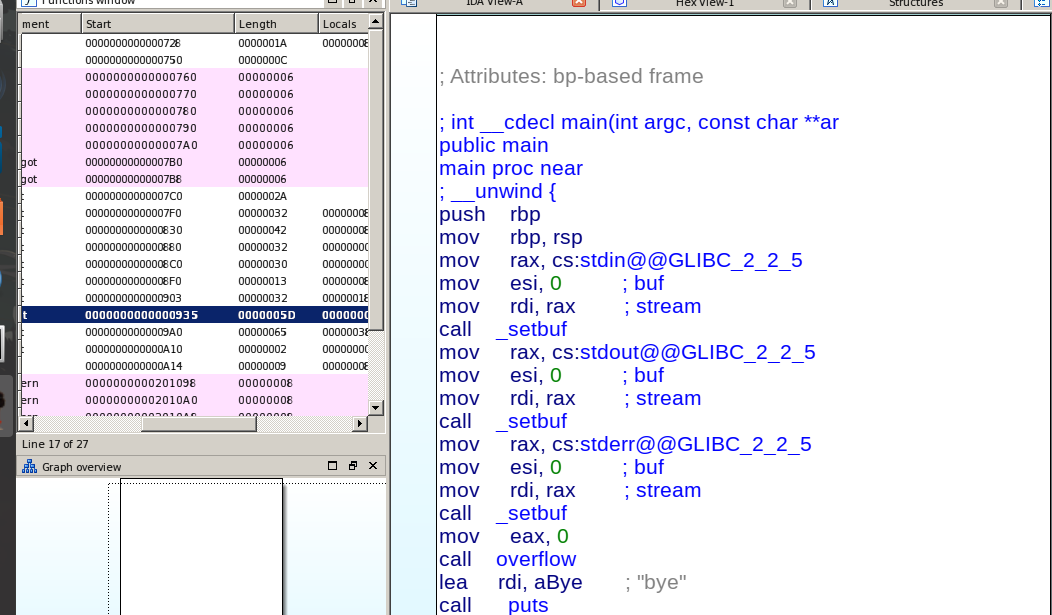 Functions window
IDA View-A
Hex View-1
Structures
ment Start Length Locals
0000000000000728 0000001A 0000000
0000000000000750 0000000C
0000000000000760 00000006
0000000000000770 00000006
0000000000000780 00000006
0000000000000790 00000006
00000000000007A0 00000006
got 00000000000007B0 00000006
got 00000000000007B8 00000006
00000000000007C0 0000002A
00000000000007F0 00000032 0000000
0000000000000830 00000042 0000000
0000000000000880 00000032 0000000
00000000000008C0 00000030 0000000
00000000000008F0 00000013 0000000
0000000000000903 00000032 0000001
t 0000000000000935 0000005D 000000
00000000000009A0 00000065 0000003
0000000000000A10 00000002 0000000
0000000000000A14 00000009 0000000
ern 0000000000201098 00000008
ern 00000000002010A0 00000008
Line 17 of 27
Graph overview
; Attributes: bp-based frame
; int __cdecl main(int argc, const char **ar
public main
main proc near
; __unwind {
push rbp
mov rbp, rsp
mov rax, cs:stdin@@GLIBC_2_2_5
mov esi, 0 ; buf
mov rdi, rax ; stream
call _setbuf
mov rax, cs:stdout@@GLIBC_2_2_5
mov esi, 0 ; buf
mov rdi, rax ; stream
call _setbuf
mov rax, cs:stderr@@GLIBC_2_2_5
mov esi, 0 ; buf
mov rdi, rax ; stream
call _setbuf
mov eax, 0
call overflow
lea rdi, aBye ; "bye"
call puts